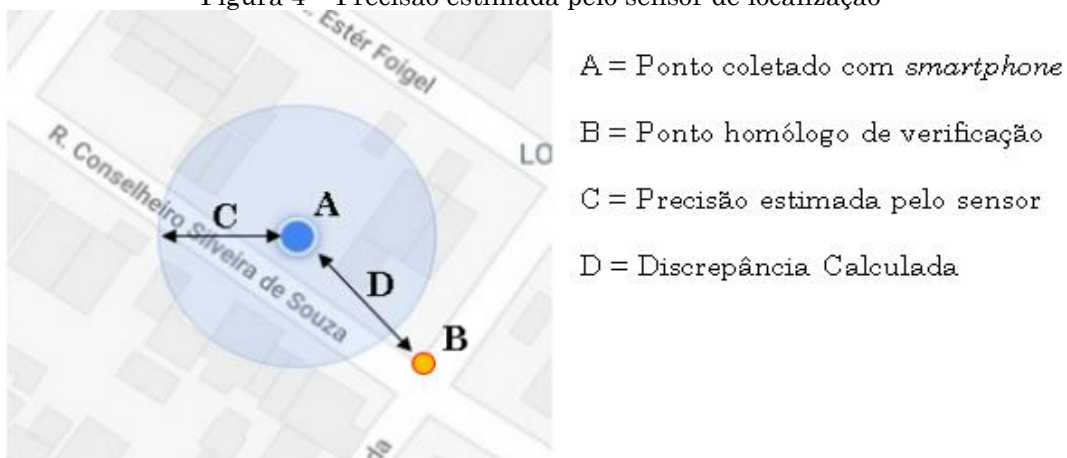 Figura 4 – Precisão estimada pelo sensor de localização
Estér Foigel
LO
R. Conselheiro Silveira de Souza
A
C
D
B
A = Ponto coletado com smartphone
B = Ponto homólogo de verificação
C = Precisão estimada pelo sensor
D = Discrepância Calculada